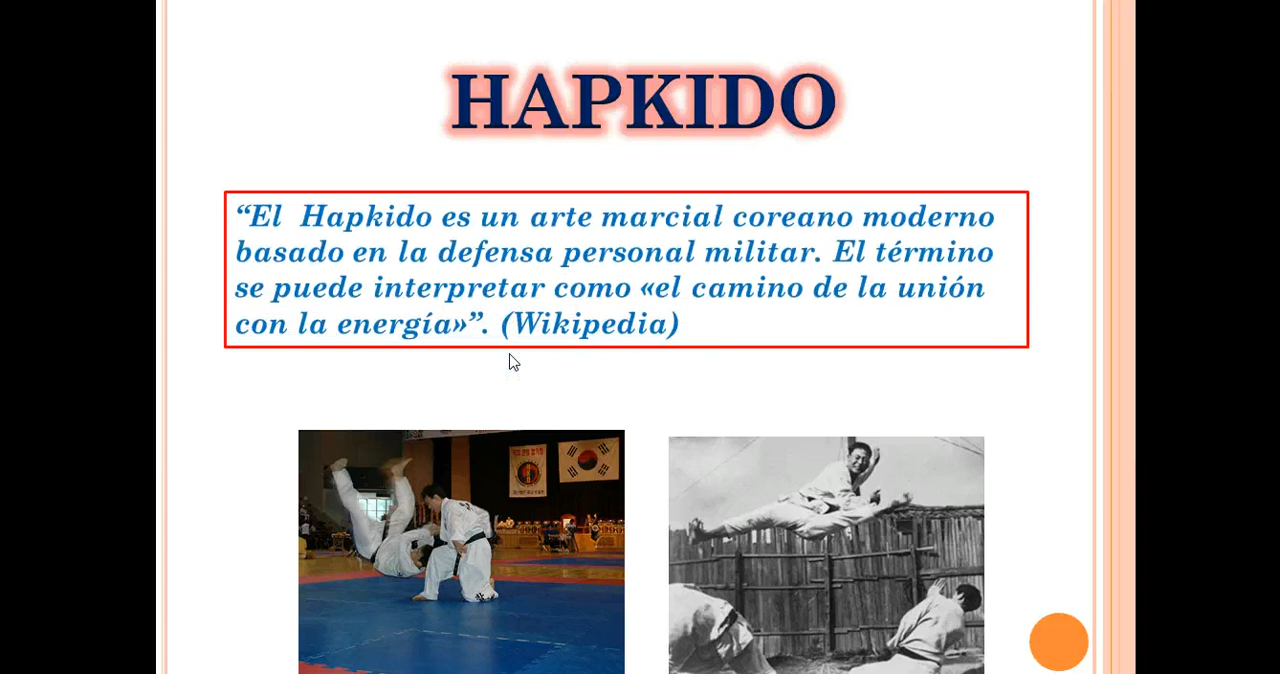 HAPKIDO
“El Hapkido es un arte marcial coreano moderno
basado en la defensa personal militar. El término
se puede interpretar como «el camino de la unión
con la energía»”. (Wikipedia)